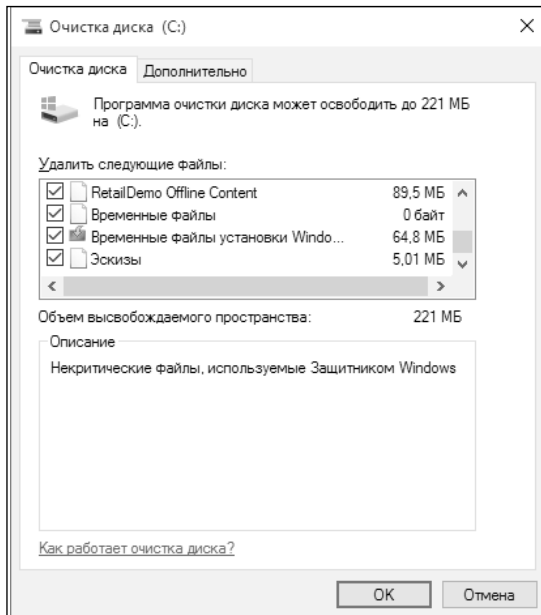 Очистка диска (C:)
Очистка диска Дополнительно
Программа очистки диска может освободить до 221 МБ
на (C:).
Удалить следующие файлы:
RetailDemo Offline Content 89,5 МБ
Временные файлы 0 байт
Временные файлы установки Windo... 64,8 МБ
Эскизы 5,01 МБ
Объем высвобождаемого пространства: 221 МБ
Описание
Некритические файлы, используемые Защитником Windows
Как работает очистка диска?
OK Отмена